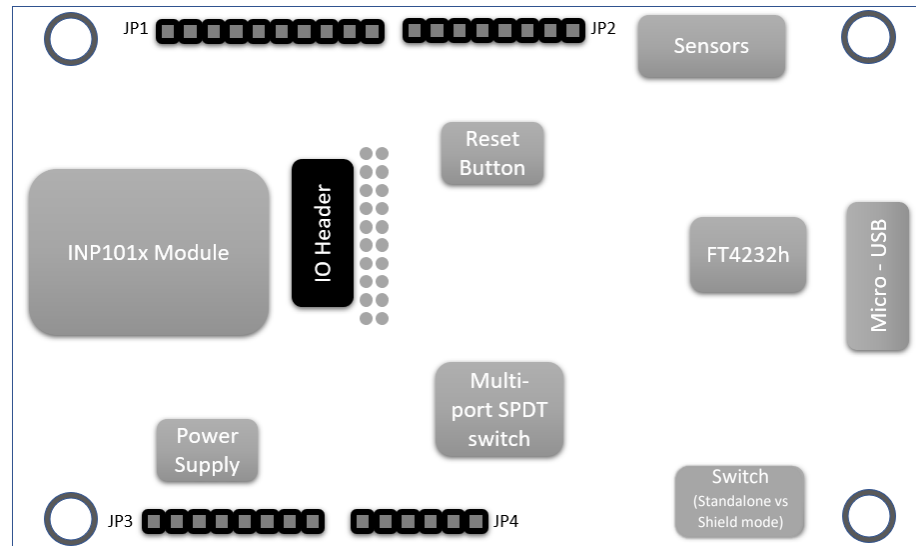 JP1
JP2
Sensors
Reset
Button
INP101x Module
IO Header
FT4232h
Micro - USB
Multi-
port SPDT
switch
Power
Supply
Switch
(Standalone vs
Shield mode)
JP3
JP4